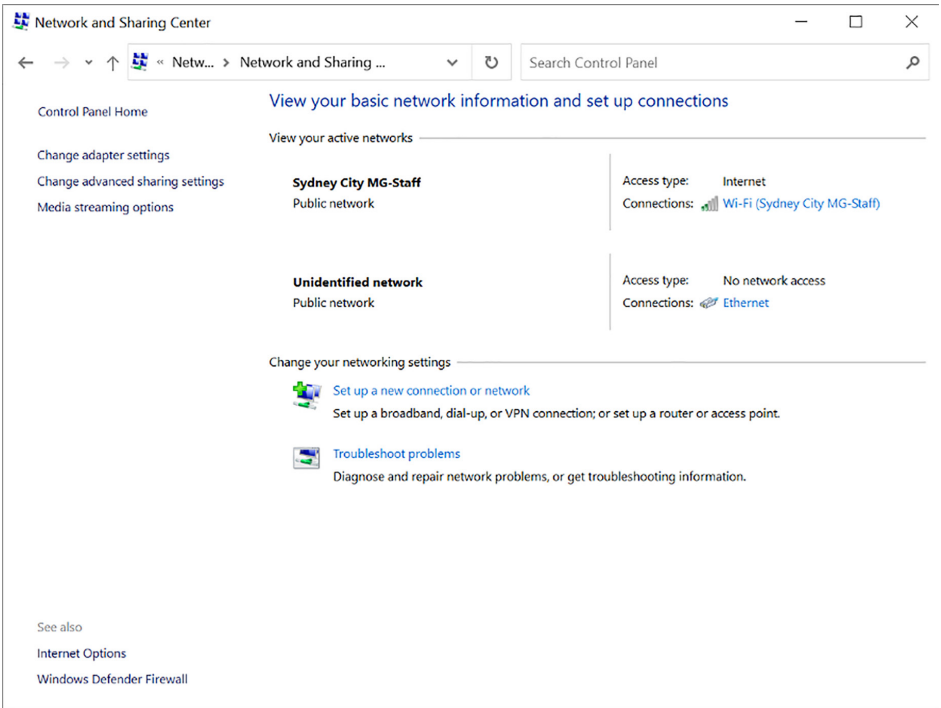 Network and Sharing Center
« Netw... > Network and Sharing ...
Search Control Panel
Control Panel Home
Change adapter settings
Change advanced sharing settings
Media streaming options
View your basic network information and set up connections
View your active networks
Sydney City MG-Staff
Public network
Access type: Internet
Connections: Wi-Fi (Sydney City MG-Staff)
Unidentified network
Public network
Access type: No network access
Connections: Ethernet
Change your networking settings
Set up a new connection or network
Set up a broadband, dial-up, or VPN connection; or set up a router or access point.
Troubleshoot problems
Diagnose and repair network problems, or get troubleshooting information.
See also
Internet Options
Windows Defender Firewall